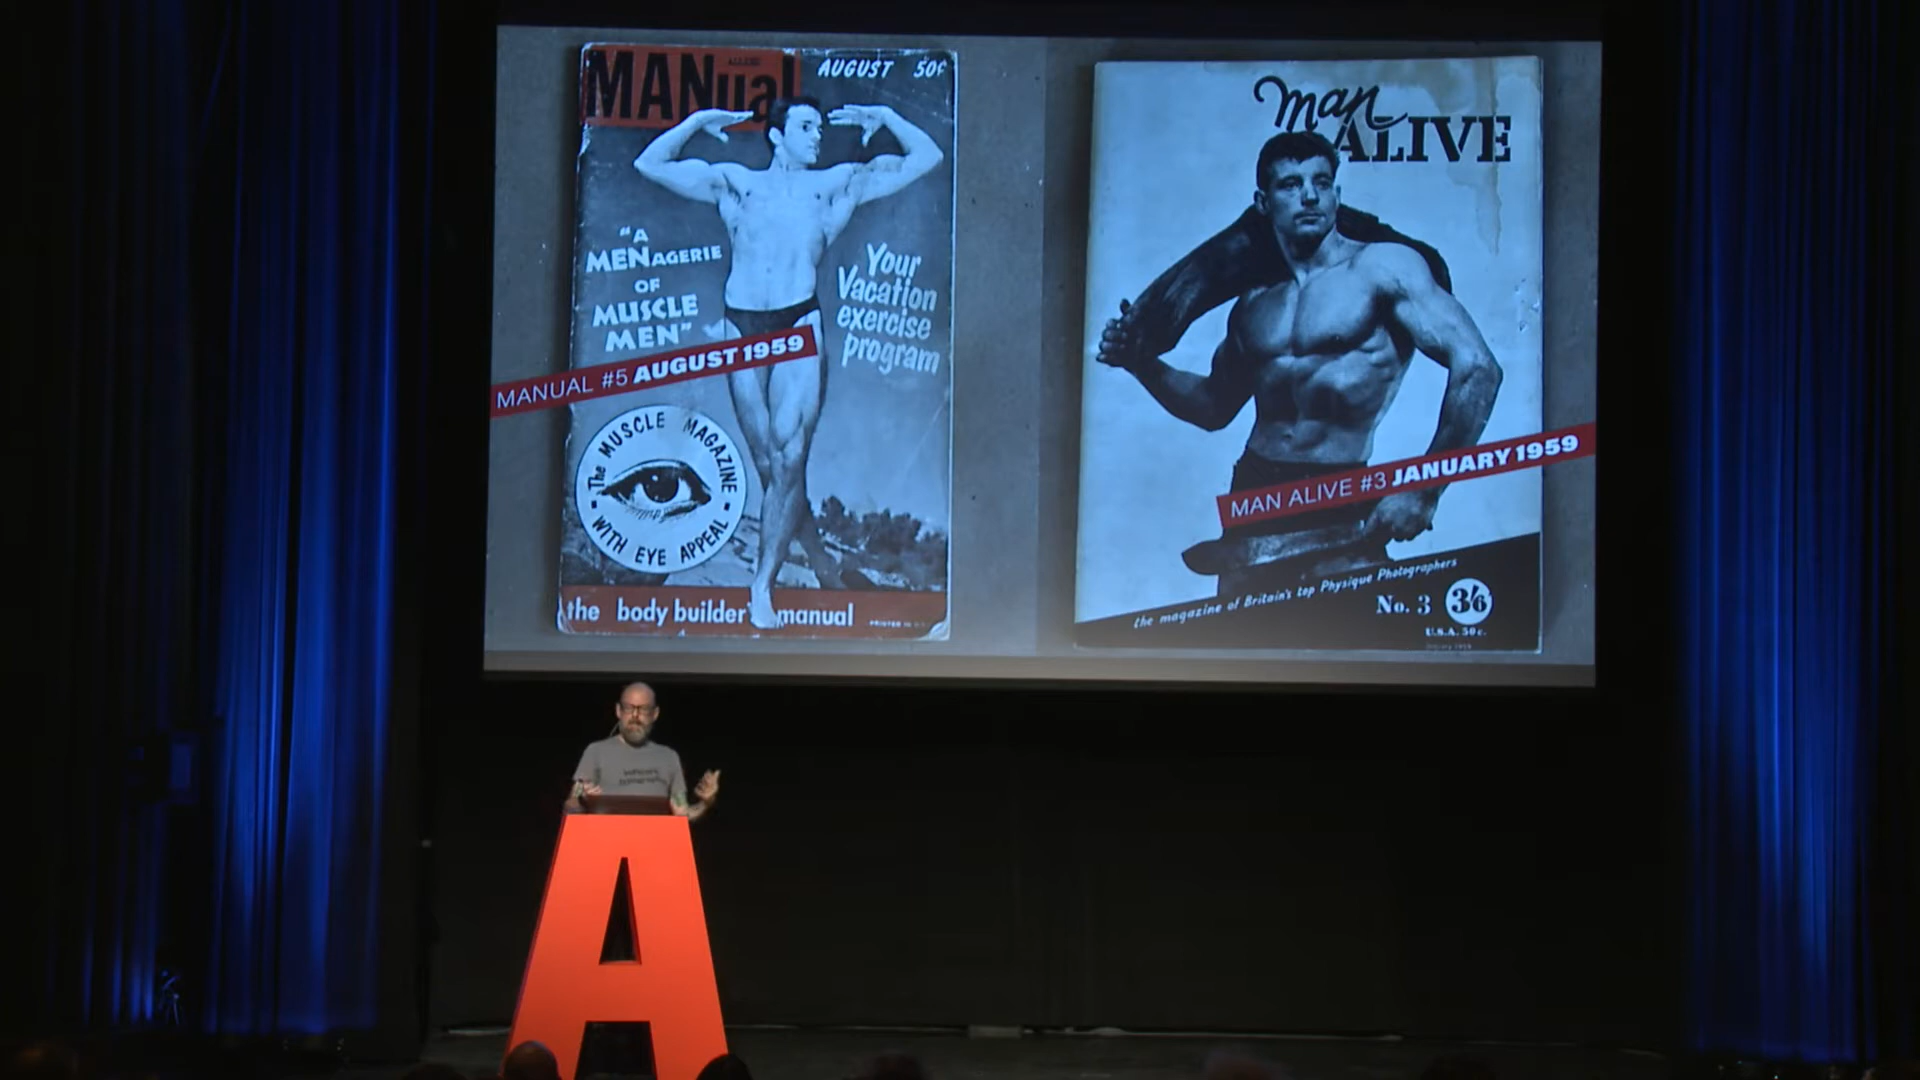 MANual
AUGUST 50¢
"A
MENAGERIE
OF
MUSCLE
MEN"
Your
Vacation
exercise
program
MANUAL #5 AUGUST 1959
The MUSCLE MAGAZINE
WITH EYE APPEAL
the body builder's manual
PRINTED IN
Man
ALIVE
MAN ALIVE #3 JANUARY 1959
the magazine of Britain's top Physique Photographers
No. 3 3/6
U.S.A. 50c.
A